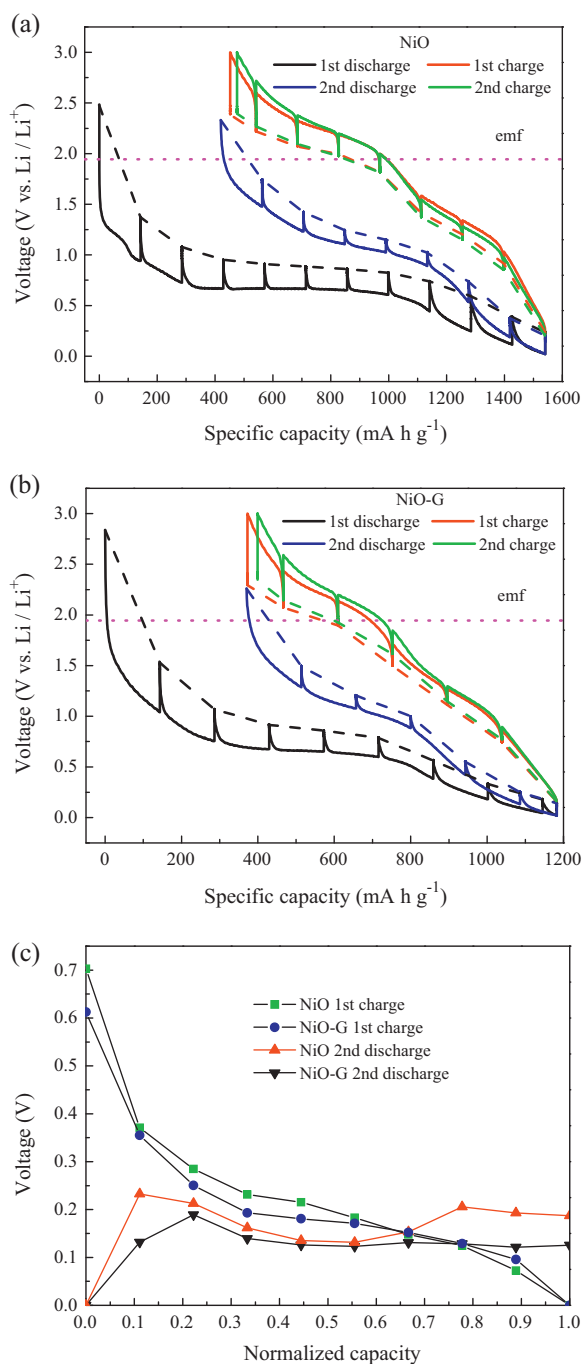 (a)
NiO
1st discharge 1st charge
2nd discharge 2nd charge
emf
Voltage (V vs. Li / Li⁺)
3.0
2.5
2.0
1.5
1.0
0.5
0.0
0 200 400 600 800 1000 1200 1400 1600
Specific capacity (mA h g⁻¹)
(b)
NiO-G
1st discharge 1st charge
2nd discharge 2nd charge
emf
Voltage (V vs. Li / Li⁺)
3.0
2.5
2.0
1.5
1.0
0.5
0.0
0 200 400 600 800 1000 1200
Specific capacity (mA h g⁻¹)
(c)
NiO 1st charge
NiO-G 1st charge
NiO 2nd discharge
NiO-G 2nd discharge
Voltage (V)
0.7
0.6
0.5
0.4
0.3
0.2
0.1
0.0
0.0 0.1 0.2 0.3 0.4 0.5 0.6 0.7 0.8 0.9 1.0
Normalized capacity